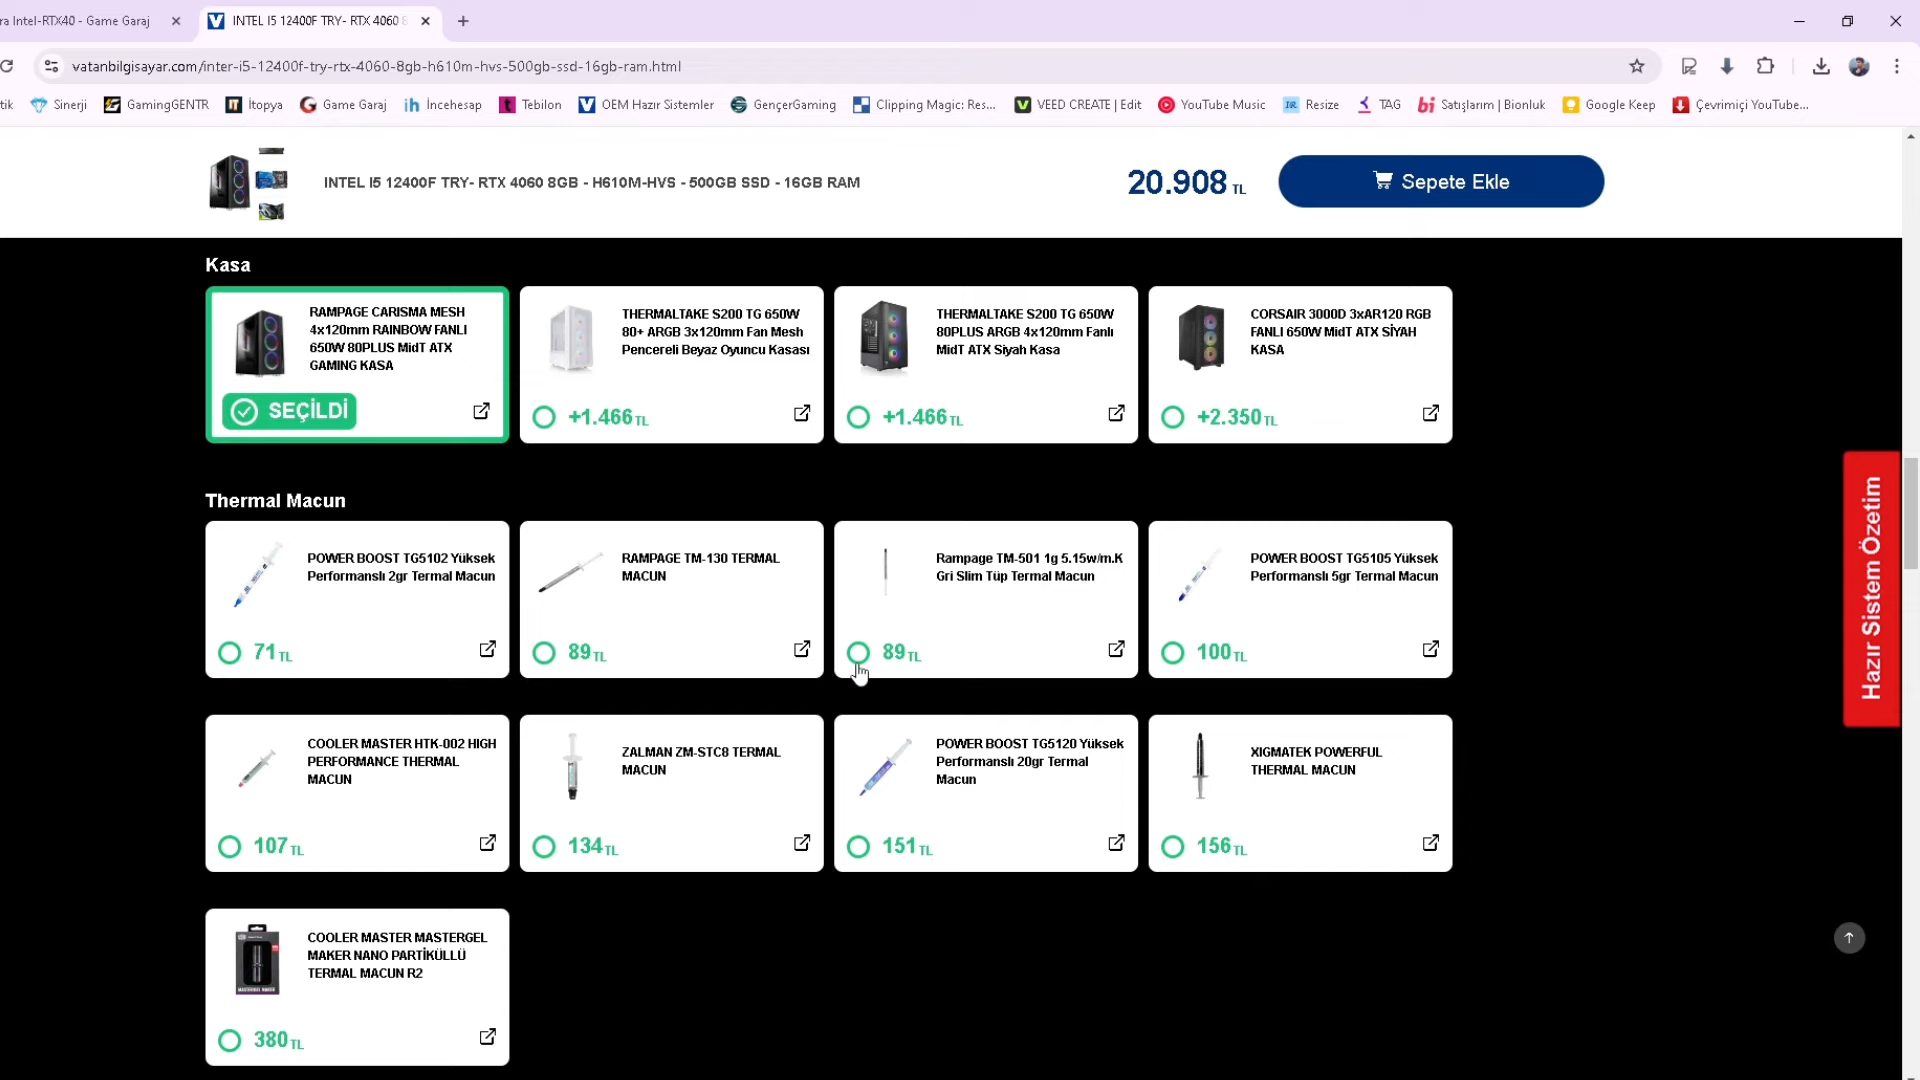 ra Intel-RTX40 - Game Garaj
INTEL I5 12400F TRY- RTX 4060 8
vatanbilgisayar.com/inter-i5-12400f-try-rtx-4060-8gb-h610m-hvs-500gb-ssd-16gb-ram.html
tik
Sinerji
GamingGENTR
İtopya
Game Garaj
İncehesap
Tebilon
OEM Hazır Sistemler
GençerGaming
Clipping Magic: Res...
VEED CREATE | Edit
YouTube Music
Resize
TAG
Satışlarım | Bionluk
Google Keep
Çevrimiçi YouTube...
INTEL I5 12400F TRY- RTX 4060 8GB - H610M-HVS - 500GB SSD - 16GB RAM
20.908 TL
Sepete Ekle
Kasa
RAMPAGE CARISMA MESH
4x120mm RAINBOW FANLI
650W 80PLUS MidT ATX
GAMING KASA
SEÇİLDİ
THERMALTAKE S200 TG 650W
80+ ARGB 3x120mm Fan Mesh
Pencereli Beyaz Oyuncu Kasası
+1.466 TL
THERMALTAKE S200 TG 650W
80PLUS ARGB 4x120mm Fanlı
MidT ATX Siyah Kasa
+1.466 TL
CORSAIR 3000D 3xAR120 RGB
FANLI 650W MidT ATX SİYAH
KASA
+2.350 TL
Thermal Macun
POWER BOOST TG5102 Yüksek
Performanslı 2gr Termal Macun
71 TL
RAMPAGE TM-130 TERMAL
MACUN
89 TL
Rampage TM-501 1g 5.15w/m.K
Gri Slim Tüp Termal Macun
89 TL
POWER BOOST TG5105 Yüksek
Performanslı 5gr Termal Macun
100 TL
COOLER MASTER HTK-002 HIGH
PERFORMANCE THERMAL
MACUN
107 TL
ZALMAN ZM-STC8 TERMAL
MACUN
134 TL
POWER BOOST TG5120 Yüksek
Performanslı 20gr Termal
Macun
151 TL
XIGMATEK POWERFUL
THERMAL MACUN
156 TL
COOLER MASTER MASTERGEL
MAKER NANO PARTİKÜLLÜ
TERMAL MACUN R2
380 TL
Hazır Sistem Özetim